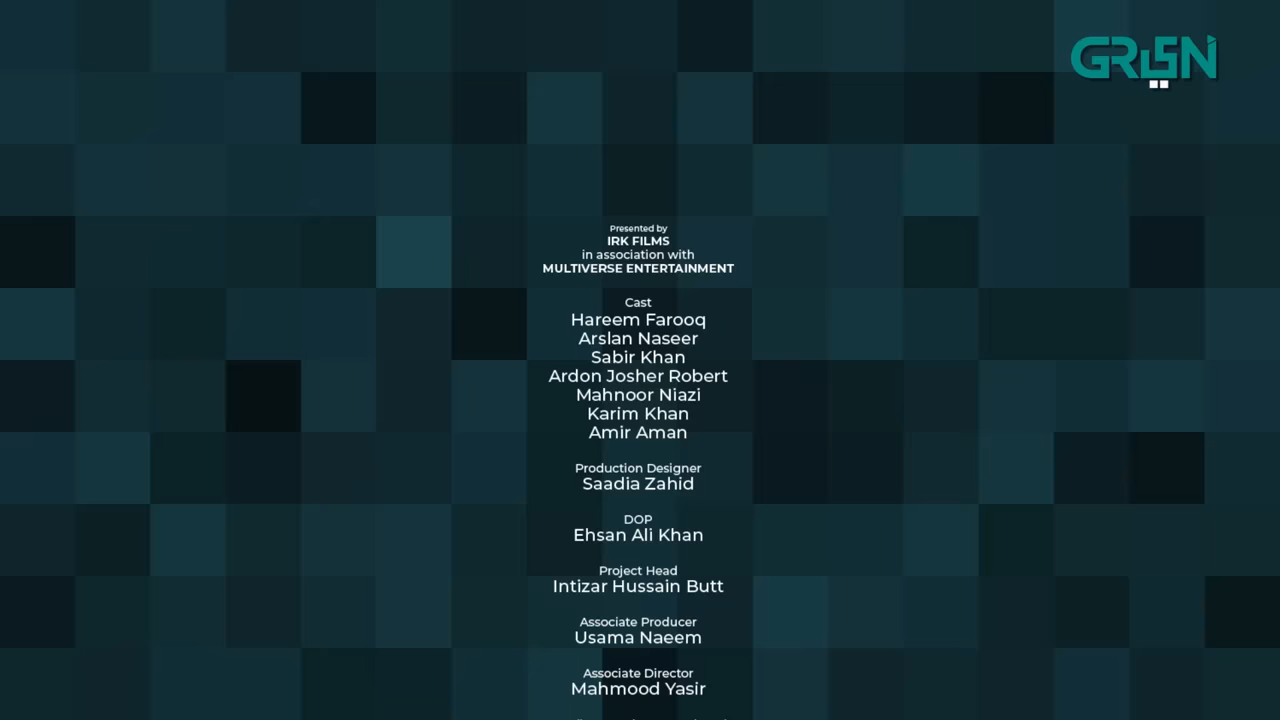 GREEN
Presented by
IRK FILMS
in association with
MULTIVERSE ENTERTAINMENT
Cast
Hareem Farooq
Arslan Naseer
Sabir Khan
Ardon Josher Robert
Mahnoor Niazi
Karim Khan
Amir Aman
Production Designer
Saadia Zahid
DOP
Ehsan Ali Khan
Project Head
Intizar Hussain Butt
Associate Producer
Usama Naeem
Associate Director
Mahmood Yasir